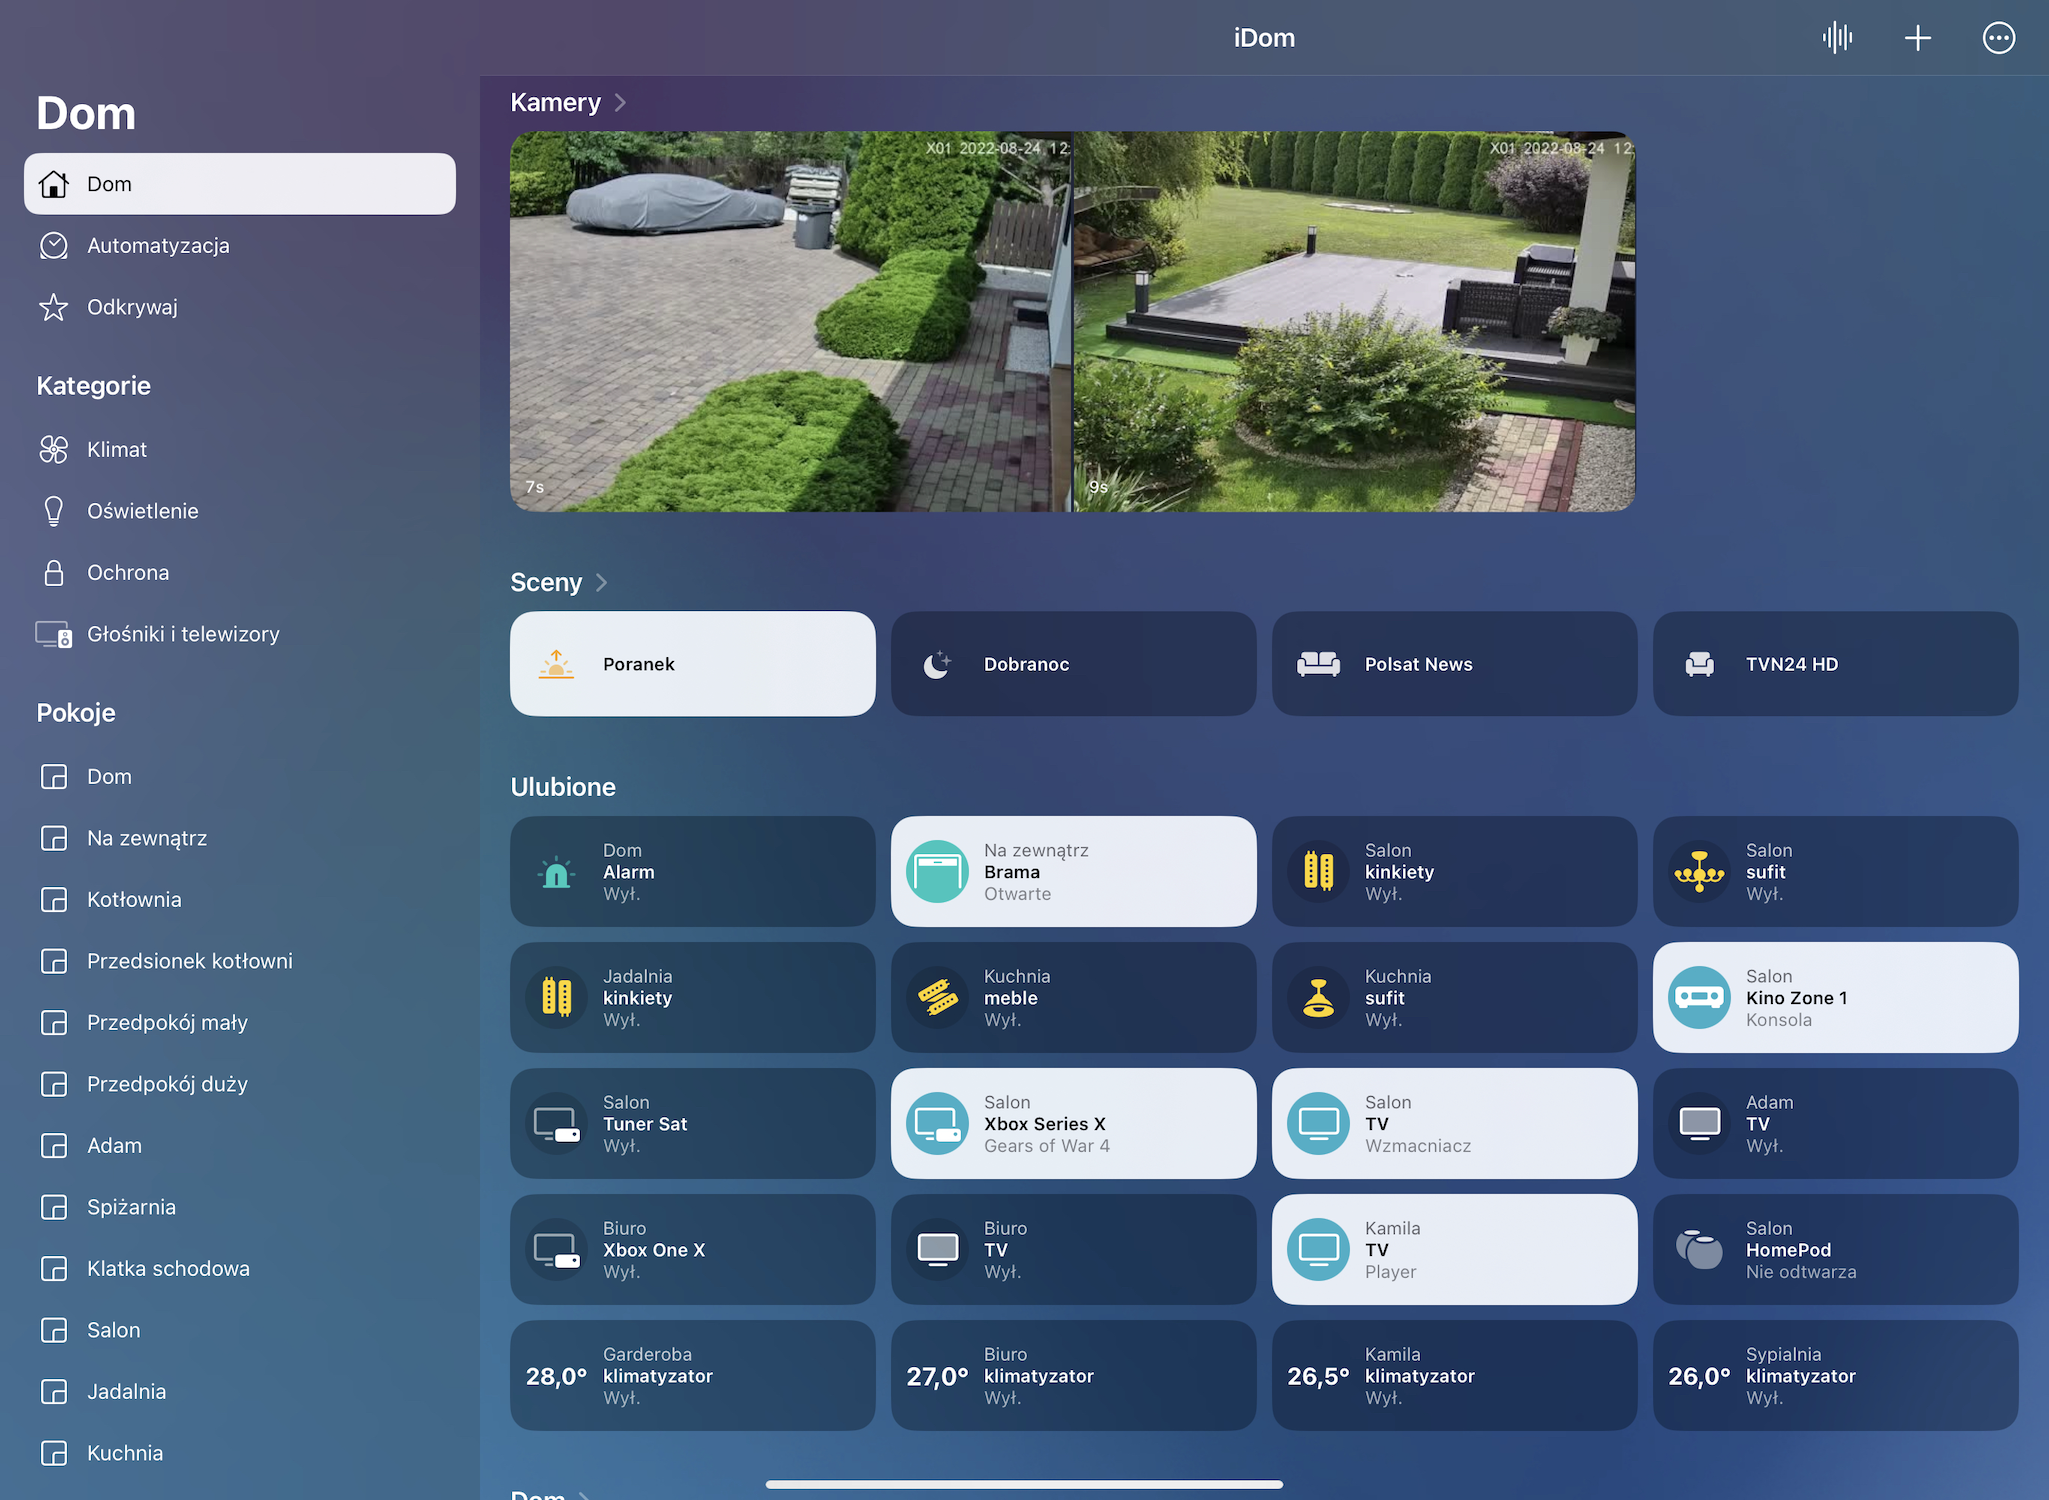 iDom
Dom
Dom
Automatyzacja
Odkrywaj
Kategorie
Klimat
Oświetlenie
Ochrona
Głośniki i telewizory
Pokoje
Dom
Na zewnątrz
Kotłownia
Przedsionek kotłowni
Przedpokój mały
Przedpokój duży
Adam
Spiżarnia
Klatka schodowa
Salon
Jadalnia
Kuchnia
Kamery
X01 2022-08-24 12:
7s
X01 2022-08-24 12
9s
Sceny
Poranek
Dobranoc
Polsat News
TVN24 HD
Ulubione
Dom
Alarm
Wył.
Na zewnątrz
Brama
Otwarte
Salon
kinkiety
Wył.
Salon
sufit
Wył.
Jadalnia
kinkiety
Wył.
Kuchnia
meble
Wył.
Kuchnia
sufit
Wył.
Salon
Kino Zone 1
Konsola
Salon
Tuner Sat
Wył.
Salon
Xbox Series X
Gears of War 4
Salon
TV
Wzmacniacz
Adam
TV
Wył.
Biuro
Xbox One X
Wył.
Biuro
TV
Wył.
Kamila
TV
Player
Salon
HomePod
Nie odtwarza
28,0°
Garderoba
klimatyzator
Wył.
27,0°
Biuro
klimatyzator
Wył.
26,5°
Kamila
klimatyzator
Wył.
26,0°
Sypialnia
klimatyzator
Wył.
Dom